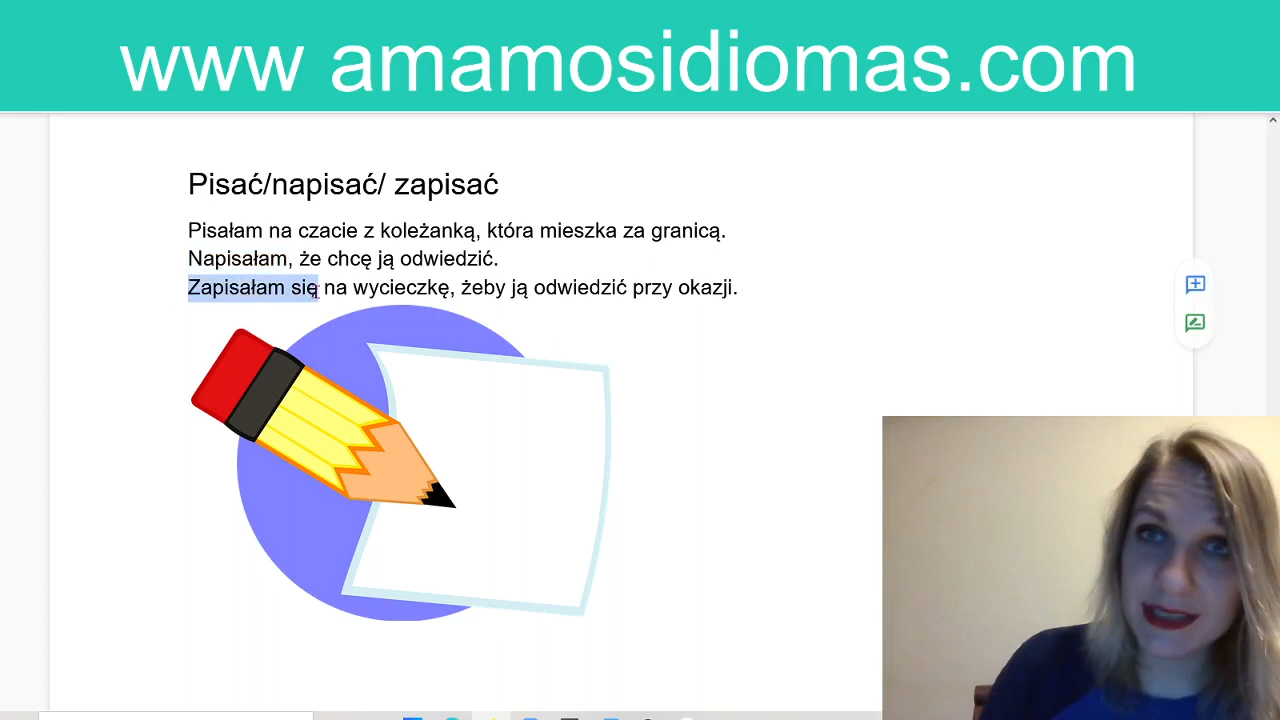 www amamosidiomas.com
Pisać/napisać/ zapisać
Pisałam na czacie z koleżanką, która mieszka za granicą.
Napisałam, że chcę ją odwiedzić.
Zapisałam się na wycieczkę, żeby ją odwiedzić przy okazji.